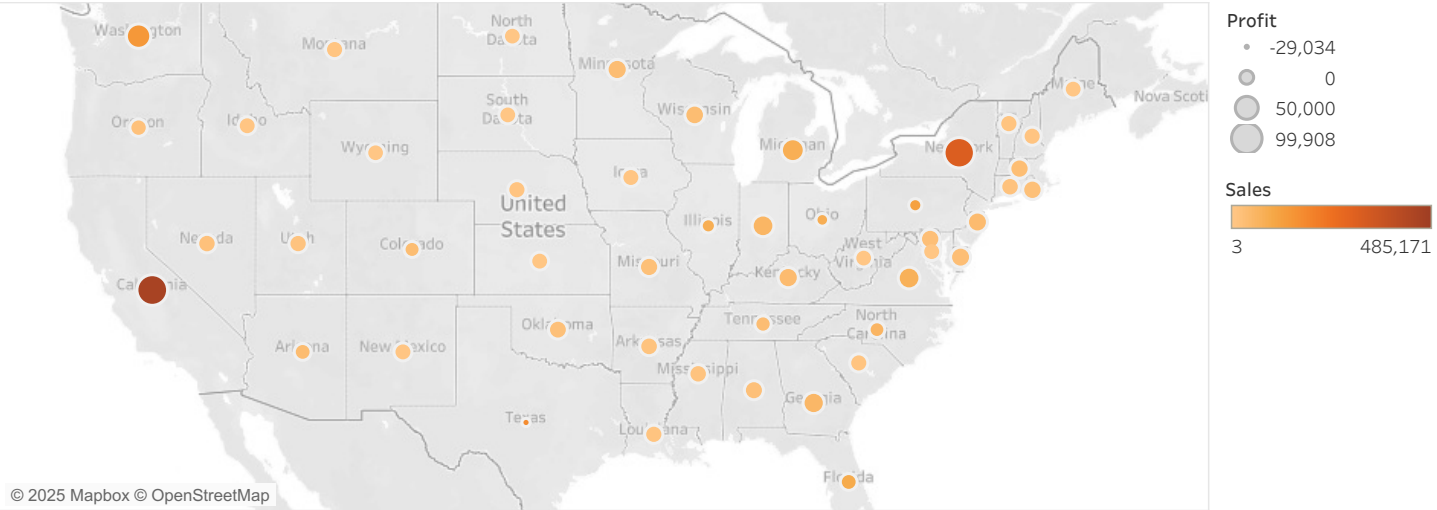 Washington
Montana
North
Dakota
Minnesota
Maine
Nova Scoti
Oregon
Idaho
South
Dakota
Wisconsin
Wyoming
Michigan
New York
Iowa
United
States
Illinois
Ohio
Nevada
Utah
Colorado
West
Virginia
Missouri
Kentucky
California
Oklahoma
Tennessee
North
Carolina
Arizona
New Mexico
Arkansas
Mississippi
Georgia
Texas
Louisiana
Florida
© 2025 Mapbox © OpenStreetMap
Profit
-29,034
0
50,000
99,908
Sales
3
485,171